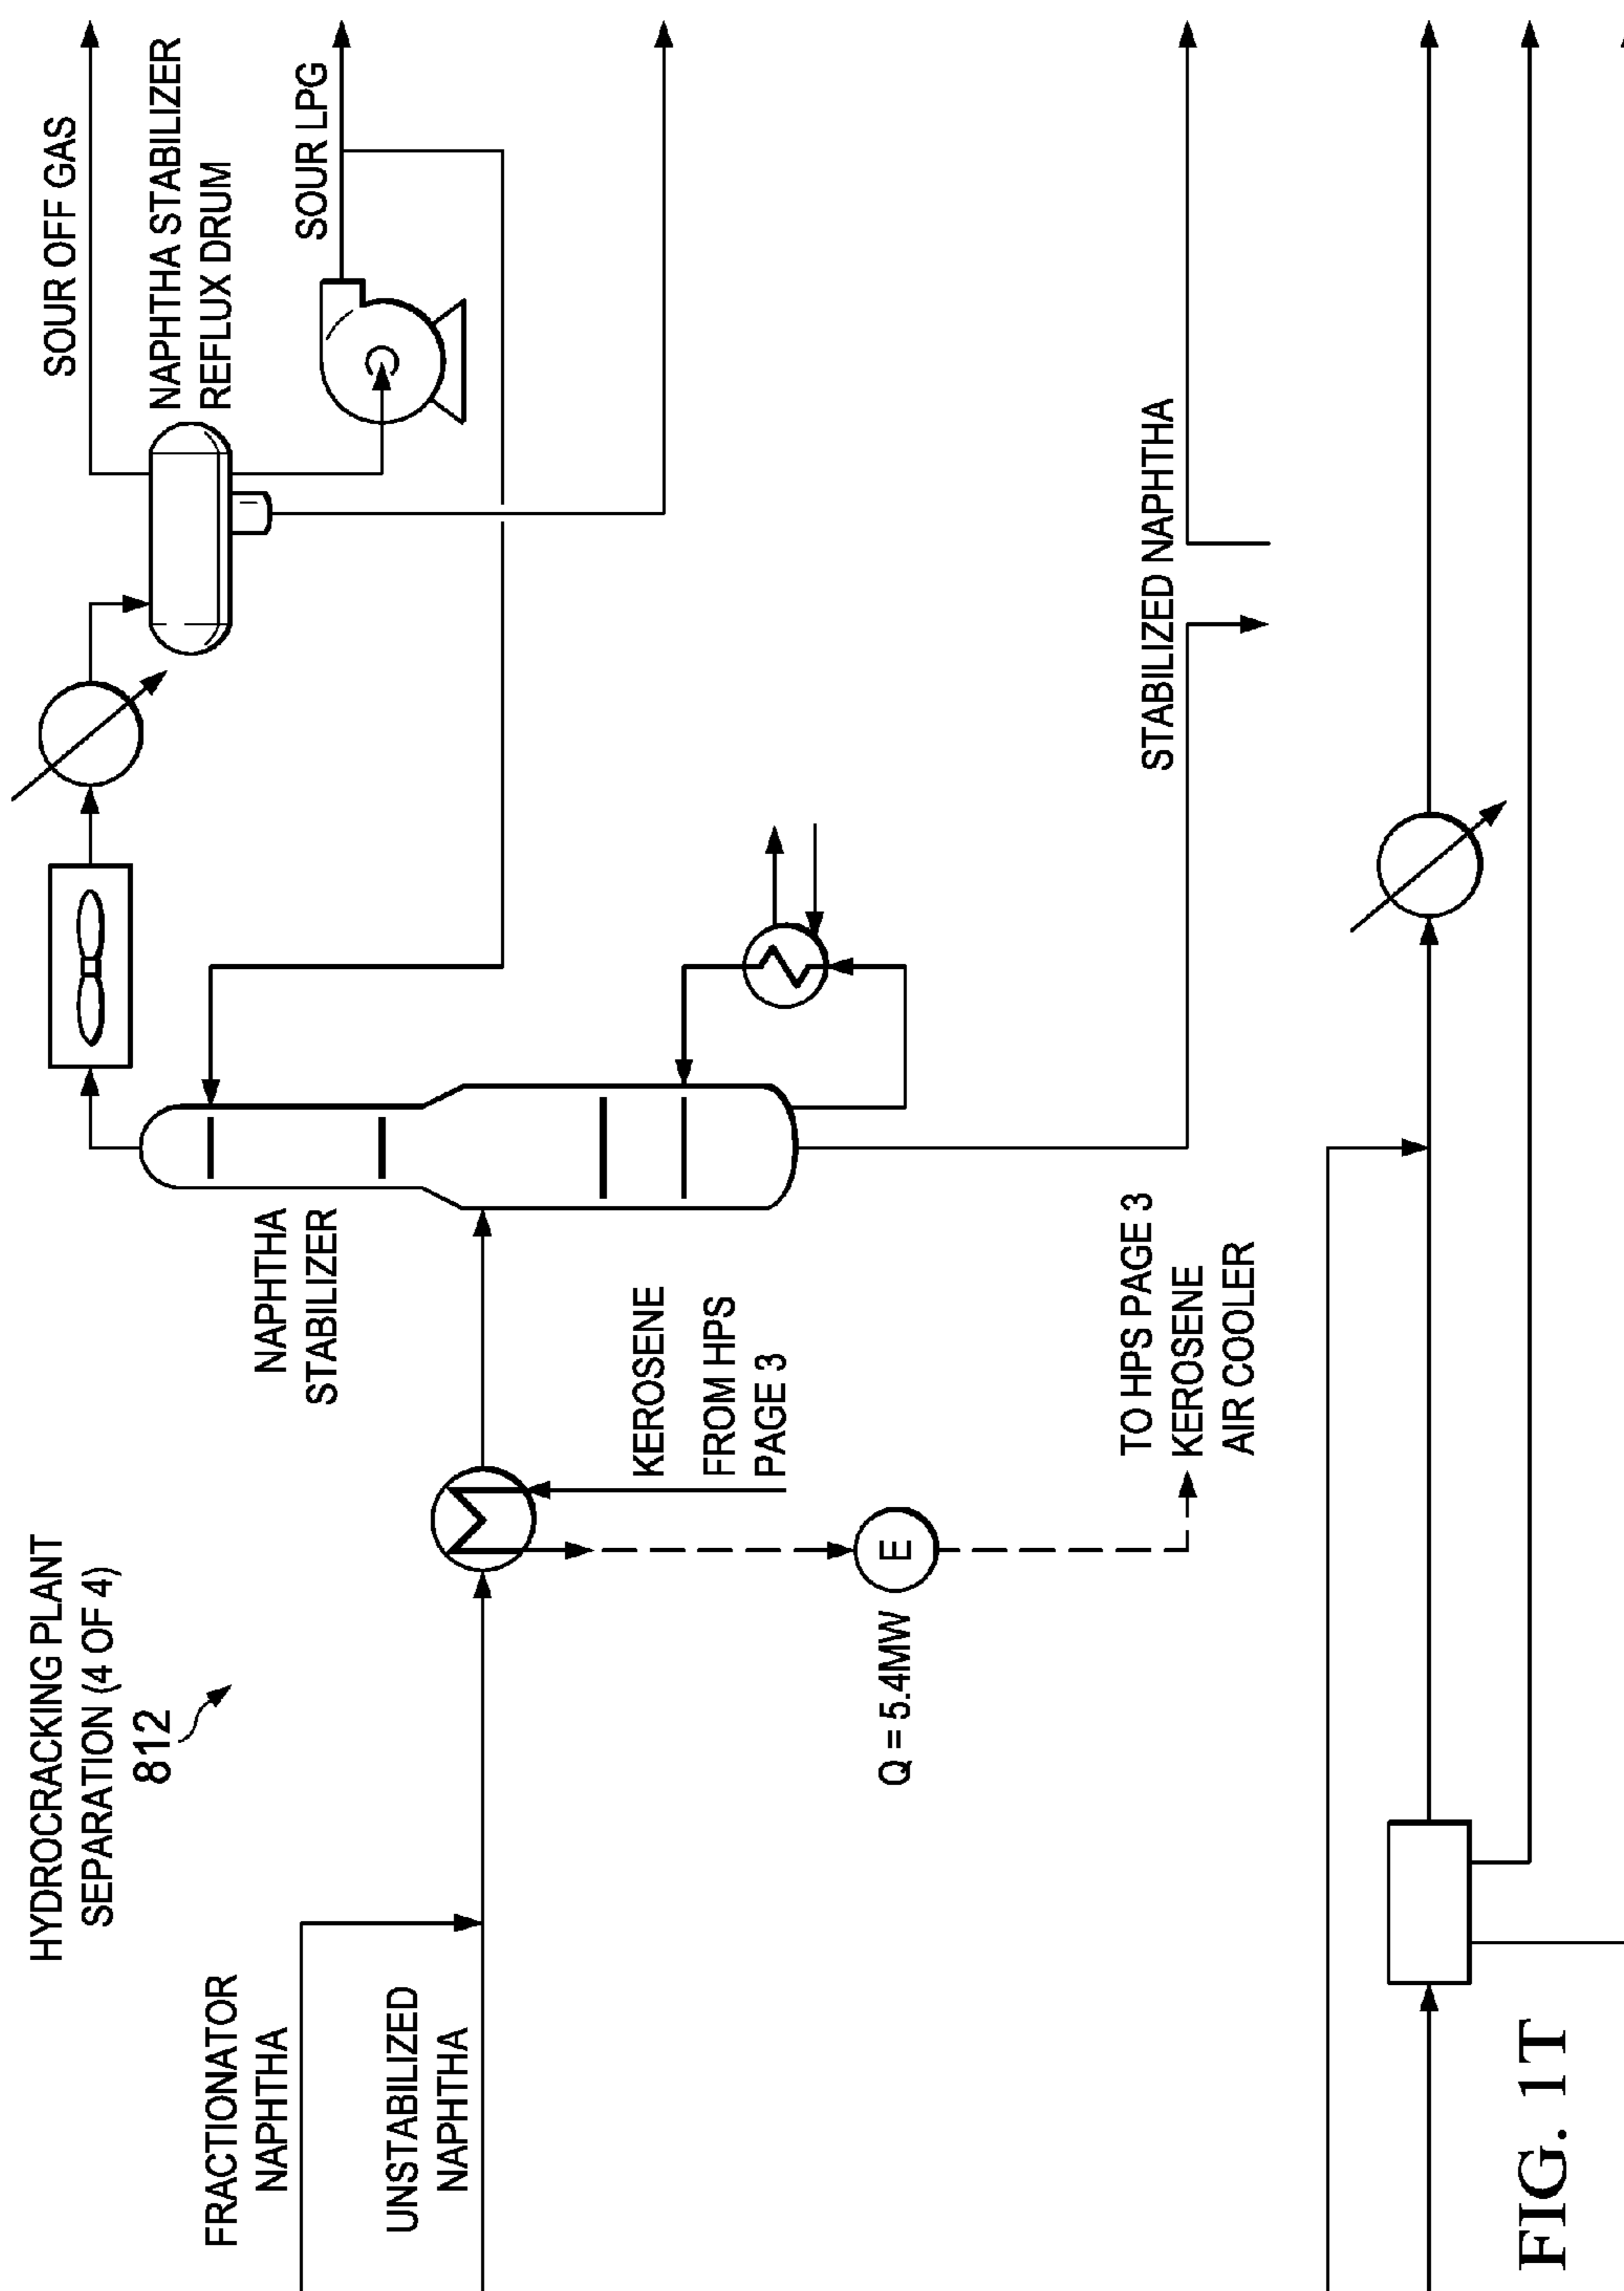 HYDROCRACKING PLANT
SEPARATION (4 OF 4)
812
FRACTIONATOR
NAPHTHA
UNSTABILIZED
NAPHTHA
NAPHTHA
STABILIZER
SOUR OFF GAS
NAPHTHA STABILIZER
REFLUX DRUM
SOUR LPG
KEROSENE
FROM HPS
PAGE 3
Q = 5.4MW
E
TO HPS PAGE 3
KEROSENE
AIR COOLER
STABILIZED NAPHTHA
FIG. 1T